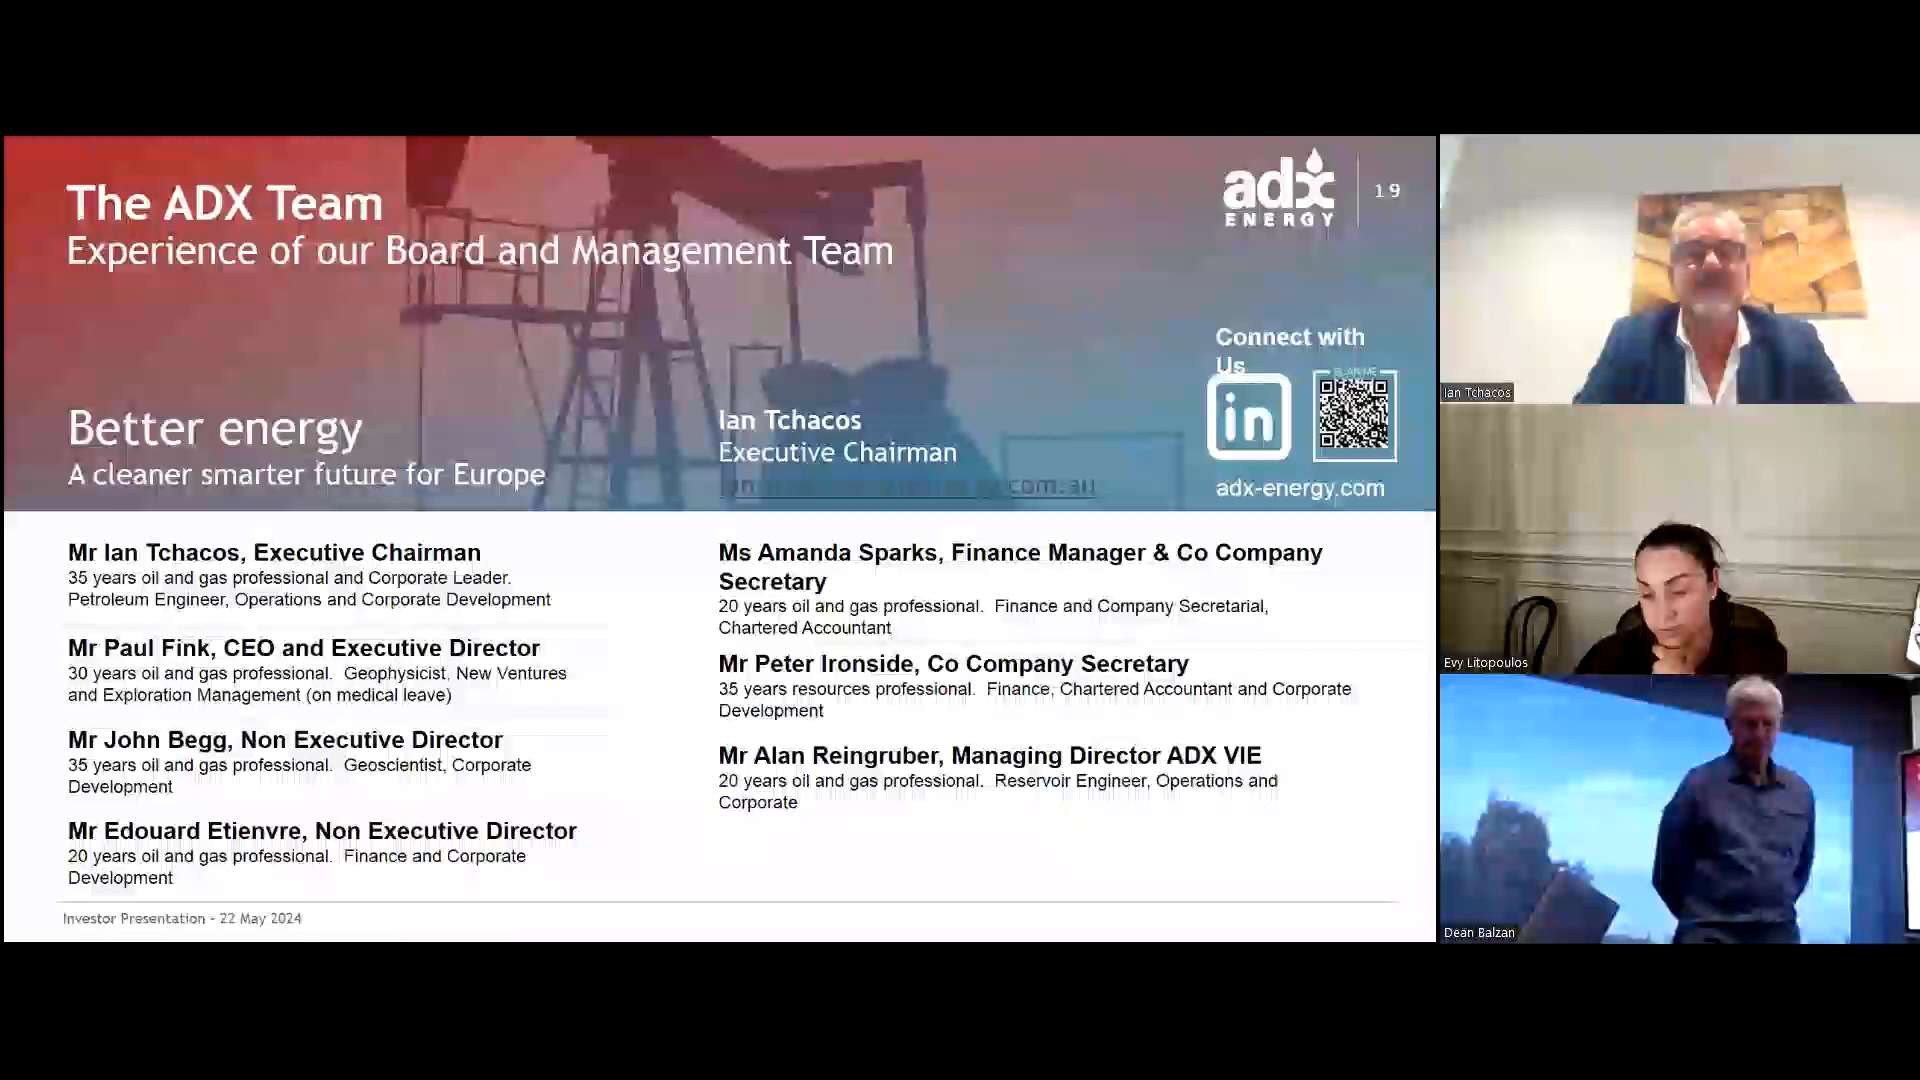 The ADX Team
Experience of our Board and Management Team
adx
ENERGY
19
Connect with
Us
Better energy
A cleaner smarter future for Europe
Ian Tchacos
Executive Chairman
.com.au
SCAN ME
in
adx-energy.com
Mr Ian Tchacos, Executive Chairman
35 years oil and gas professional and Corporate Leader.
Petroleum Engineer, Operations and Corporate Development
Mr Paul Fink, CEO and Executive Director
30 years oil and gas professional. Geophysicist, New Ventures
and Exploration Management (on medical leave)
Mr John Begg, Non Executive Director
35 years oil and gas professional. Geoscientist, Corporate
Development
Mr Edouard Etienvre, Non Executive Director
20 years oil and gas professional. Finance and Corporate
Development
Ms Amanda Sparks, Finance Manager & Co Company
Secretary
20 years oil and gas professional. Finance and Company Secretarial,
Chartered Accountant
Mr Peter Ironside, Co Company Secretary
35 years resources professional. Finance, Chartered Accountant and Corporate
Development
Mr Alan Reingruber, Managing Director ADX VIE
20 years oil and gas professional. Reservoir Engineer, Operations and
Corporate
Investor Presentation - 22 May 2024
Ian Tchacos
Evy Litopoulos
Dean Balzan